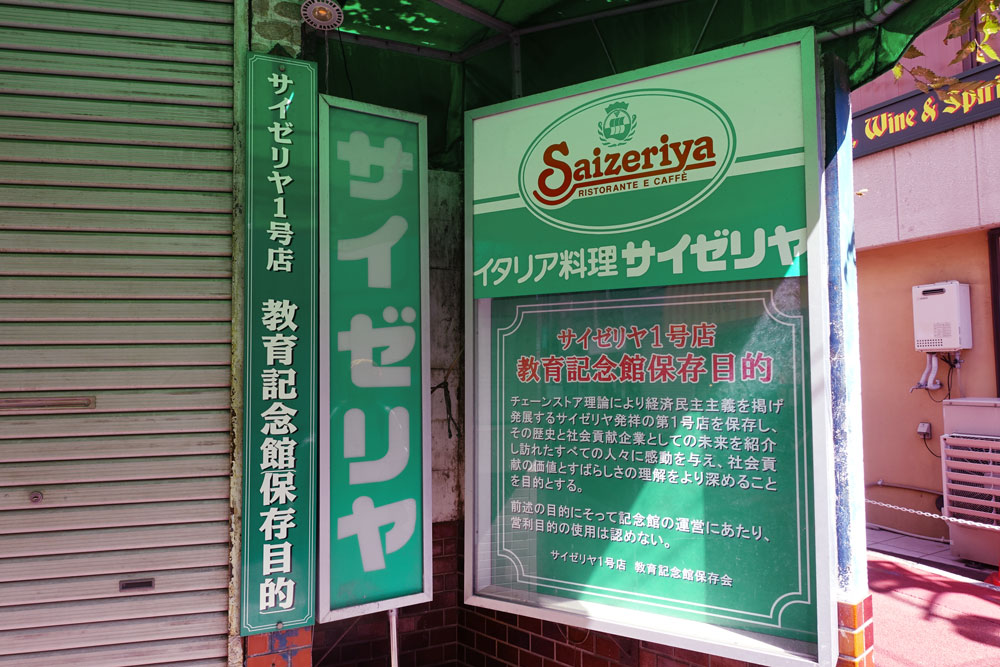 サイゼリヤ1号店 教育記念館保存目的
サイゼリヤ
Saizeriya
RISTORANTE E CAFFÈ
イタリア料理 サイゼリヤ
サイゼリヤ1号店
教育記念館保存目的
チェーンストア理論により経済民主主義を掲げ
発展するサイゼリヤ発祥の第1号店を保存し、
その歴史と社会貢献企業としての未来を紹介
し訪れたすべての人々に感動を与え、社会貢
献の価値とすばらしさの理解をより深めること
を目的とする。
前述の目的にそって記念館の運営にあたり、
営利目的の使用は認めない。
サイゼリヤ1号店 教育記念館保存会
Wine & Spiri